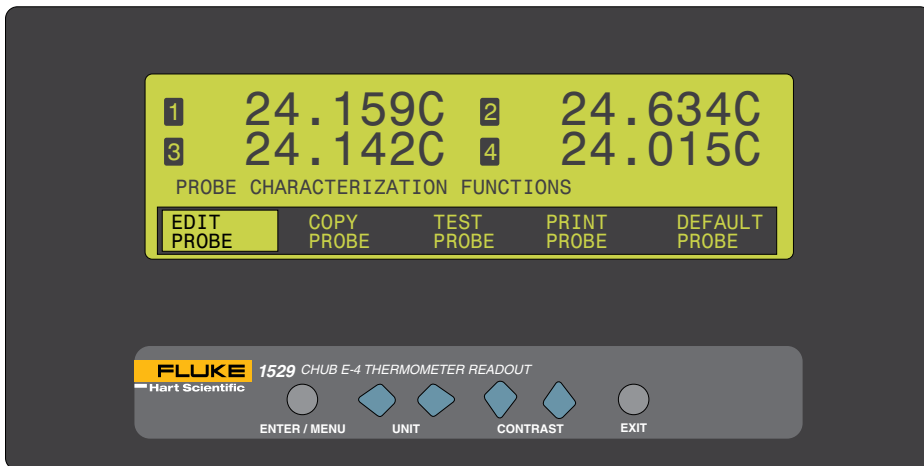 1 24.159C 2 24.634C
3 24.142C 4 24.015C
PROBE CHARACTERIZATION FUNCTIONS
EDIT COPY TEST PRINT DEFAULT
PROBE PROBE PROBE PROBE PROBE
FLUKE 1529 CHUB E-4 THERMOMETER READOUT
Hart Scientific
ENTER / MENU UNIT CONTRAST EXIT